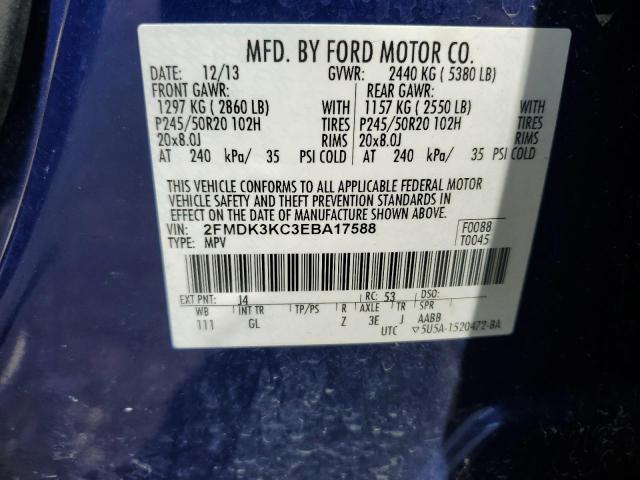 MFD. BY FORD MOTOR CO.
DATE: 12/13 GVWR: 2440 KG ( 5380 LB)
FRONT GAWR: REAR GAWR:
1297 KG ( 2860 LB) WITH 1157 KG ( 2550 LB) WITH
P245/50R20 102H TIRES P245/50R20 102H TIRES
20x8.0J RIMS 20x8.0J RIMS
AT 240 kPa/ 35 PSI COLD AT 240 kPa/ 35 PSI COLD
THIS VEHICLE CONFORMS TO ALL APPLICABLE FEDERAL MOTOR
VEHICLE SAFETY AND THEFT PREVENTION STANDARDS IN
EFFECT ON THE DATE OF MANUFACTURE SHOWN ABOVE.
VIN: 2FMDK3KC3EBA17588 F0088
TYPE: MPV T0045
EXT PNT: J4 RC: 53 DSO:
WB INT TR TP/PS R AXLE TR SPR
111 GL Z 3E J AABB
UTC ▽5U5A-1520472-BA